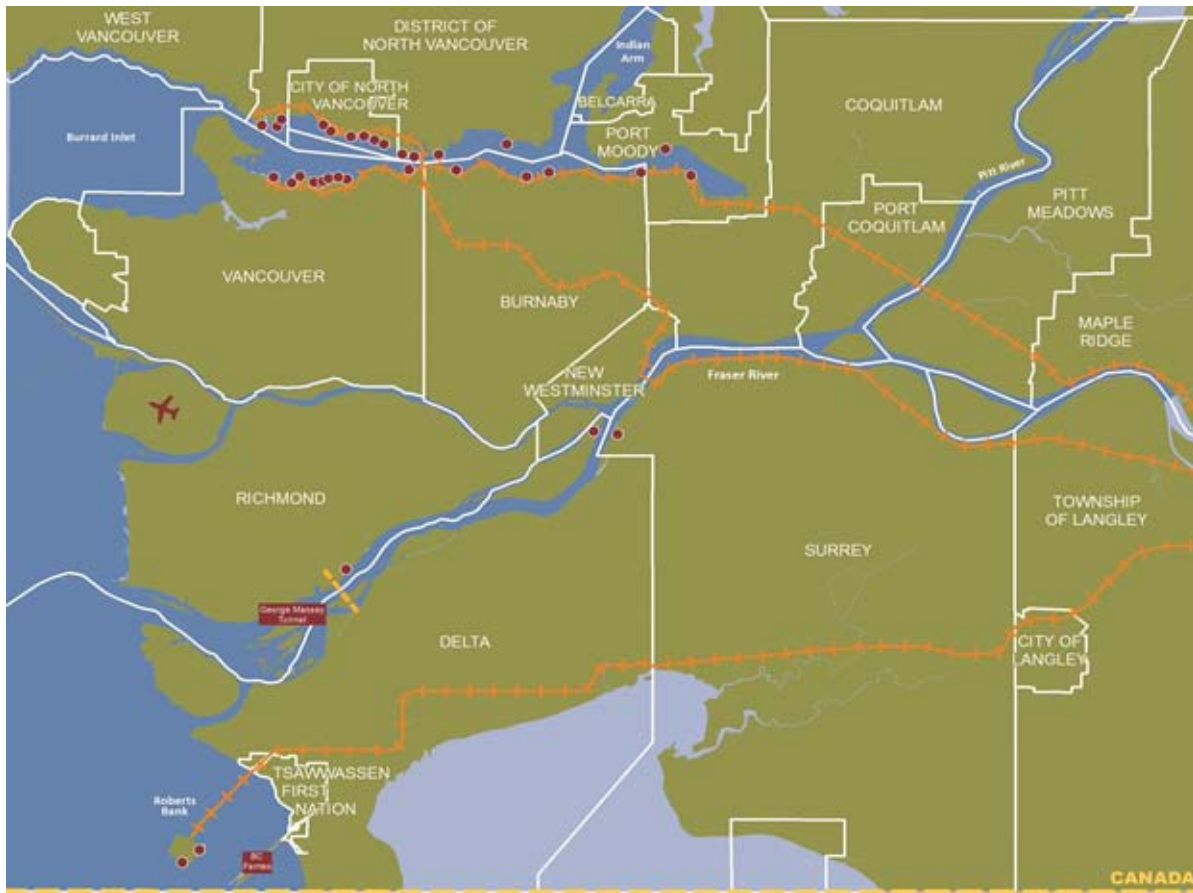 WEST
VANCOUVER
DISTRICT OF
NORTH VANCOUVER
Indian
Arm
CITY OF NORTH
VANCOUVER
BELCARRA
COQUITLAM
Burrard Inlet
PORT
MOODY
Pitt River
PITT
MEADOWS
PORT
COQUITLAM
VANCOUVER
BURNABY
MAPLE
RIDGE
NEW
WESTMINSTER
Fraser River
RICHMOND
TOWNSHIP
OF LANGLEY
SURREY
George Massey
Tunnel
DELTA
CITY OF
LANGLEY
TSAWWASSEN
FIRST
NATION
Roberts
Bank
BC
Ferries
CANADA